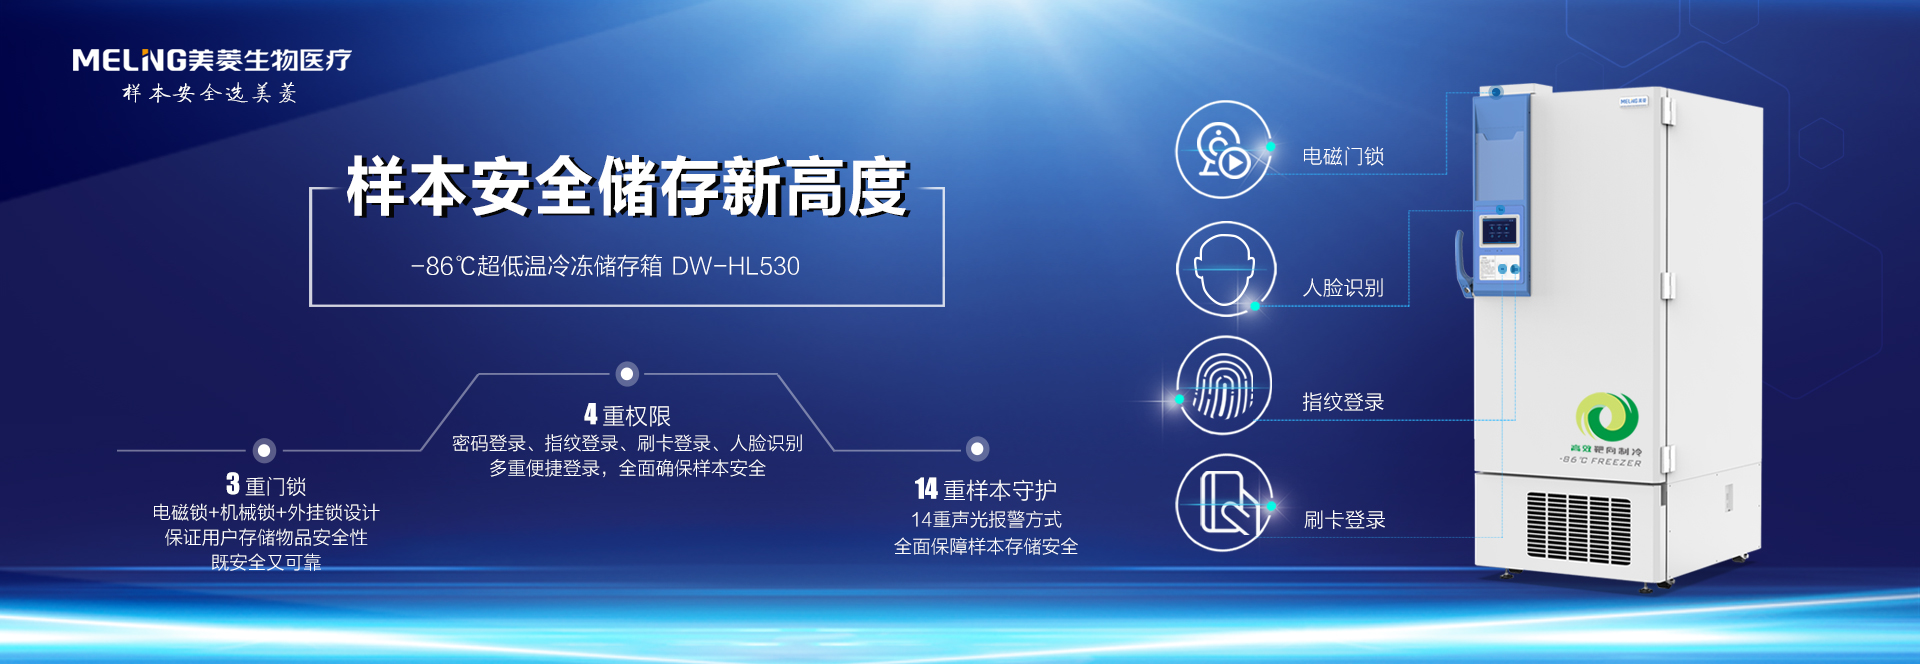 MELING美菱生物医疗
样本安全选美菱
样本安全储存新高度
-86℃超低温冷冻储存箱 DW-HL530
3 重门锁
电磁锁+机械锁+外挂锁设计
保证用户存储物品安全性
既安全又可靠
4 重权限
密码登录、指纹登录、刷卡登录、人脸识别
多重便捷登录，全面确保样本安全
14 重样本守护
14重声光报警方式
全面保障样本存储安全
电磁门锁
人脸识别
指纹登录
刷卡登录
MELING美菱
高效靶向制冷
-86℃ FREEZER